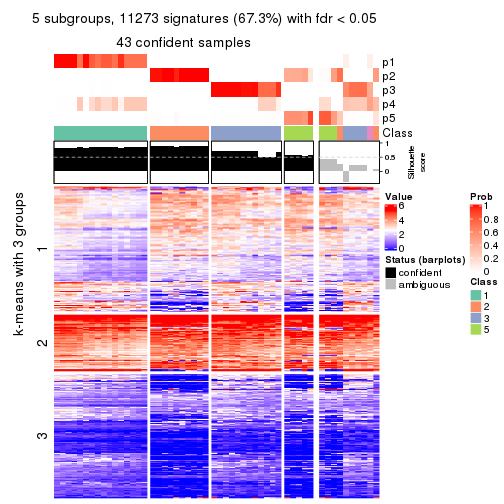 5 subgroups, 11273 signatures (67.3%) with fdr < 0.05
43 confident samples
p1
p2
p3
p4
p5
Class
1
0.5
0
Silhouette
score
k-means with 3 groups
1
2
3
Value
6
4
2
0
Status (barplots)
confident
ambiguous
Prob
1
0.8
0.6
0.4
0.2
0
Class
1
2
3
5